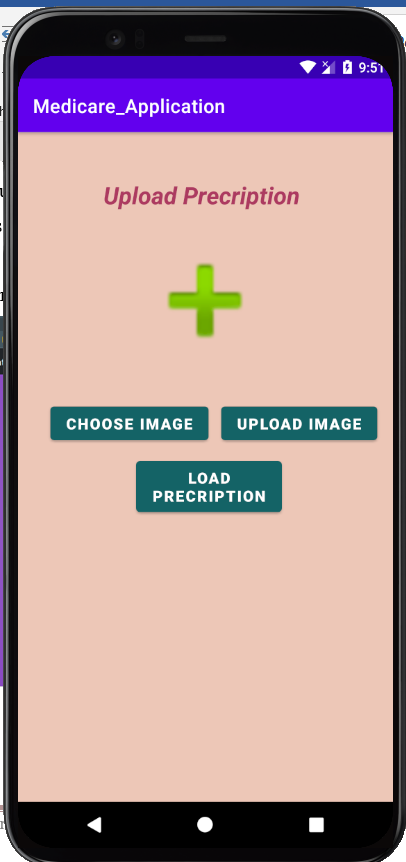 9:51
Medicare_Application
Upload Precription
CHOOSE IMAGE
UPLOAD IMAGE
LOAD
PRECRIPTION